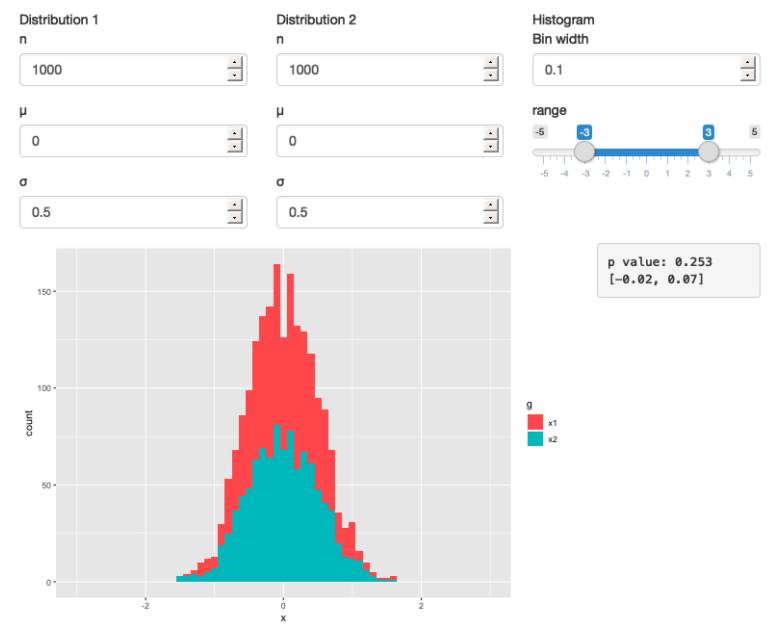 Distribution 1
n
1000
μ
0
σ
0.5
Distribution 2
n
1000
μ
0
σ
0.5
Histogram
Bin width
0.1
range
-5 -3 3 5
-5 -4 -3 -2 -1 0 1 2 3 4 5
p value: 0.253
[-0.02, 0.07]
count
150
100
50
0
-2 0 2
x
g
x1
x2